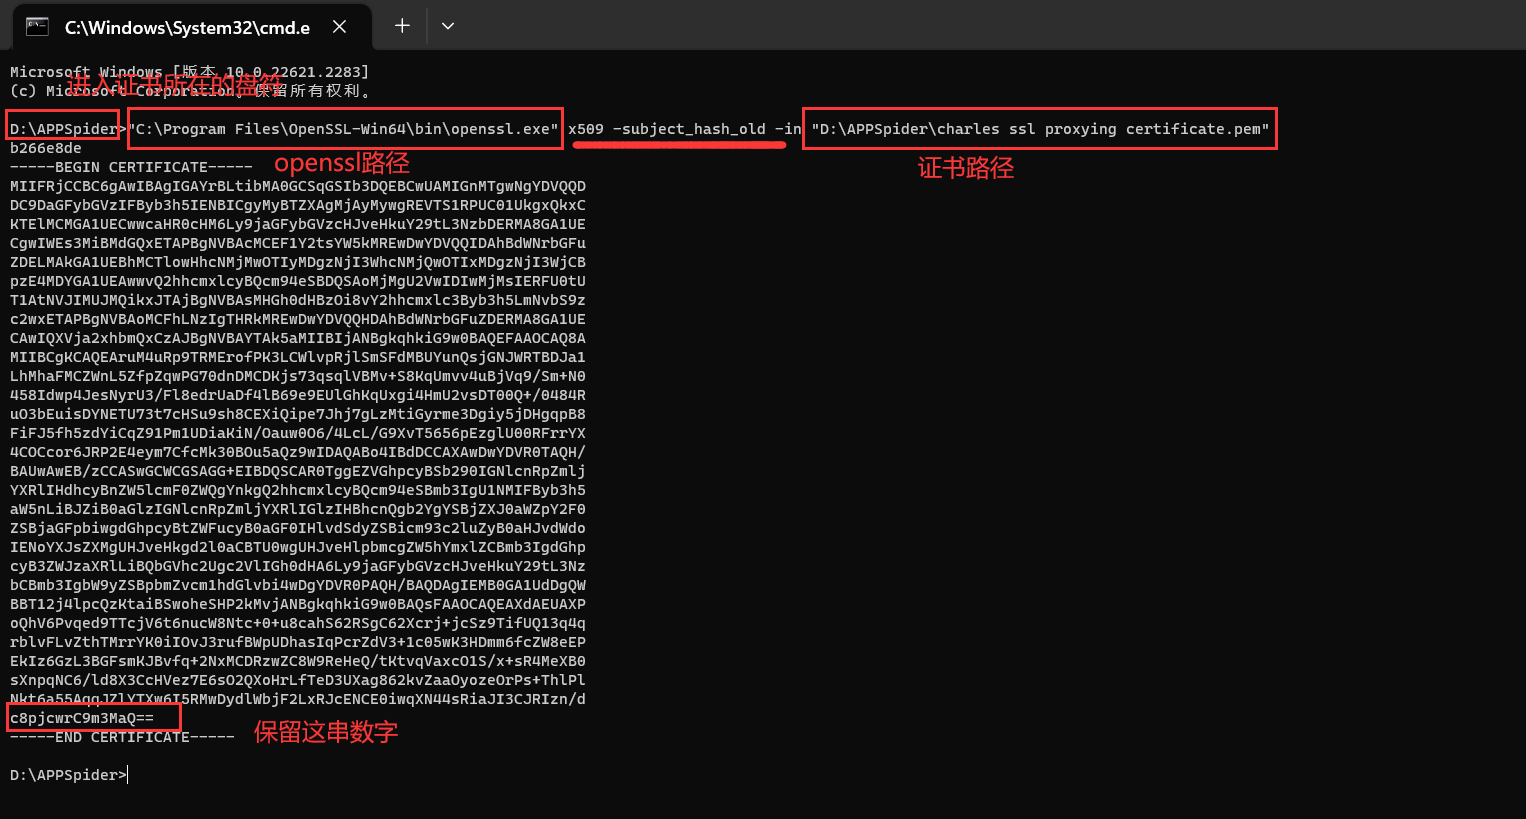 C:\Windows\System32\cmd.e
Microsoft Windows [版本 10.0.22621.2283]
进入证书所在的盘符
(c) Microsoft Corporation。保留所有权利。
D:\APPSpider>"C:\Program Files\OpenSSL-Win64\bin\openssl.exe" x509 -subject_hash_old -in "D:\APPSpider\charles ssl proxying certificate.pem"
b266e8de
-----BEGIN CERTIFICATE-----
openssl路径
证书路径
MIIFRjCCBC6gAwIBAgIGAYrBLtibMA0GCSqGSIb3DQEBCwUAMIGnMTgwNgYDVQQD
DC9DaGFybGVzIFByb3h5IENBICgyMyBTZXAgMjAyMywgREVTS1RPUC01UkgxQkxC
KTElMCMGA1UECwwcaHR0cHM6Ly9jaGFybGVzcHJveHkuY29tL3NzbDERMA8GA1UE
CgwIWEs3MiBMdGQxETAPBgNVBAcMCEF1Y2tsYW5kMREwDwYDVQQIDAhBdWNrbGFu
ZDELMAkGA1UEBhMCTlowHhcNMjMwOTIyMDgzNjI3WhcNMjQwOTIxMDgzNjI3WjCB
pzE4MDYGA1UEAwwvQ2hhcmxlcyBQcm94eSBDQSAoMjMgU2VwIDIwMjMsIERFU0tU
T1AtNVJIMUJMQikxJTAjBgNVBAsMHGh0dHBzOi8vY2hhcmxlc3Byb3h5LmNvbS9z
c2wxETAPBgNVBAoMCFhLNzIgTHRkMREwDwYDVQQHDAhBdWNrbGFuZDERMA8GA1UE
CAwIQXVja2xhbmQxCzAJBgNVBAYTAk5aMIIBIjANBgkqhkiG9w0BAQEFAAOCAQ8A
MIIBCgKCAQEAruM4uRp9TRMErofPK3LCWlvpRjlSmSFdMBUYunQsjGNJWRTBDJa1
LhMhaFMCZWnL5ZfpZqwPG70dnDMCDKjs73qsqlVBMv+S8KqUmvv4uBjVq9/Sm+N0
458Idwp4JesNyrU3/Fl8edrUaDf4lB69e9EUlGhKqUxgi4HmU2vsDT00Q+/0484R
uO3bEuisDYNETU73t7cHSu9sh8CEXiQipe7Jhj7gLzMtiGyrme3Dgiy5jDHgqpB8
FiFJ5fh5zdYiCqZ91Pm1UDiaKiN/Oauw0O6/4LcL/G9XvT5656pEzglU00RFrrYX
4COCcor6JRP2E4eym7CfcMk30BOu5aQz9wIDAQABo4IBdDCCAXAwDwYDVR0TAQH/
BAUwAwEB/zCCASwGCWCGSAGG+EIBDQSCAR0TggEZVGhpcyBSb290IGNlcnRpZmlj
YXRlIHdhcyBnZW5lcmF0ZWQgYnkgQ2hhcmxlcyBQcm94eSBmb3IgU1NMIFByb3h5
aW5nLiBJZiB0aGlzIGNlcnRpZmljYXRlIGlzIHBhcnQgb2YgYSBjZXJ0aWZpY2F0
ZSBjaGFpbiwgdGhpcyBtZWFucyB0aGF0IHlvdSdyZSBicm93c2luZyB0aHJvdWdo
IENoYXJsZXMgUHJveHkgd2l0aCBTU0wgUHJveHlpbmcgZW5hYmxlZCBmb3IgdGhp
cyB3ZWJzaXRlLiBQbGVhc2Ugc2VlIGh0dHA6Ly9jaGFybGVzcHJveHkuY29tL3Nz
bCBmb3IgbW9yZSBpbmZvcm1hdGlvbi4wDgYDVR0PAQH/BAQDAgIEMB0GA1UdDgQW
BBT12j4lpcQzKtaiBSwoheSHP2kMvjANBgkqhkiG9w0BAQsFAAOCAQEAXdAEUAXP
oQhV6Pvqed9TTcjV6t6nucW8Ntc+0+u8cahS62RSgC62Xcrj+jcSz9TifUQ13q4q
rblvFLvZthTMrrYK0iIOvJ3rufBWpUDhasIqPcrZdV3+1c05wK3HDmm6fcZW8eEP
EkIz6GzL3BGFsmKJBvfq+2NxMCDRzwZC8W9ReHeQ/tKtvqVaxcO1S/x+sR4MeXB0
sXnpqNC6/ld8X3CcHVez7E6sO2QXoHrLfTeD3UXag862kvZaaOyozeOrPs+ThlPl
Nkt6a55AqqJZlYTXw6I5RMwDydlWbjF2LxRJcENCE0iwqXN44sRiaJI3CJRIzn/d
c8pjcwrC9m3MaQ==
-----END CERTIFICATE-----
保留这串数字
D:\APPSpider>